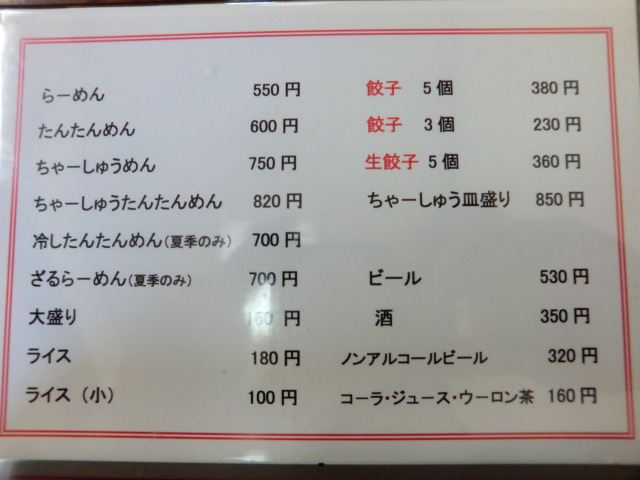 らーめん 550円
たんたんめん 600円
ちゃーしゅうめん 750円
ちゃーしゅうたんたんめん 820円
冷したんたんめん(夏季のみ) 700円
ざるらーめん(夏季のみ) 700円
大盛り 円
ライス 180円
ライス(小) 100円
餃子 5個 380円
餃子 3個 230円
生餃子 5個 360円
ちゃーしゅう皿盛り 850円
ビール 530円
酒 350円
ノンアルコールビール 320円
コーラ・ジュース・ウーロン茶 160円